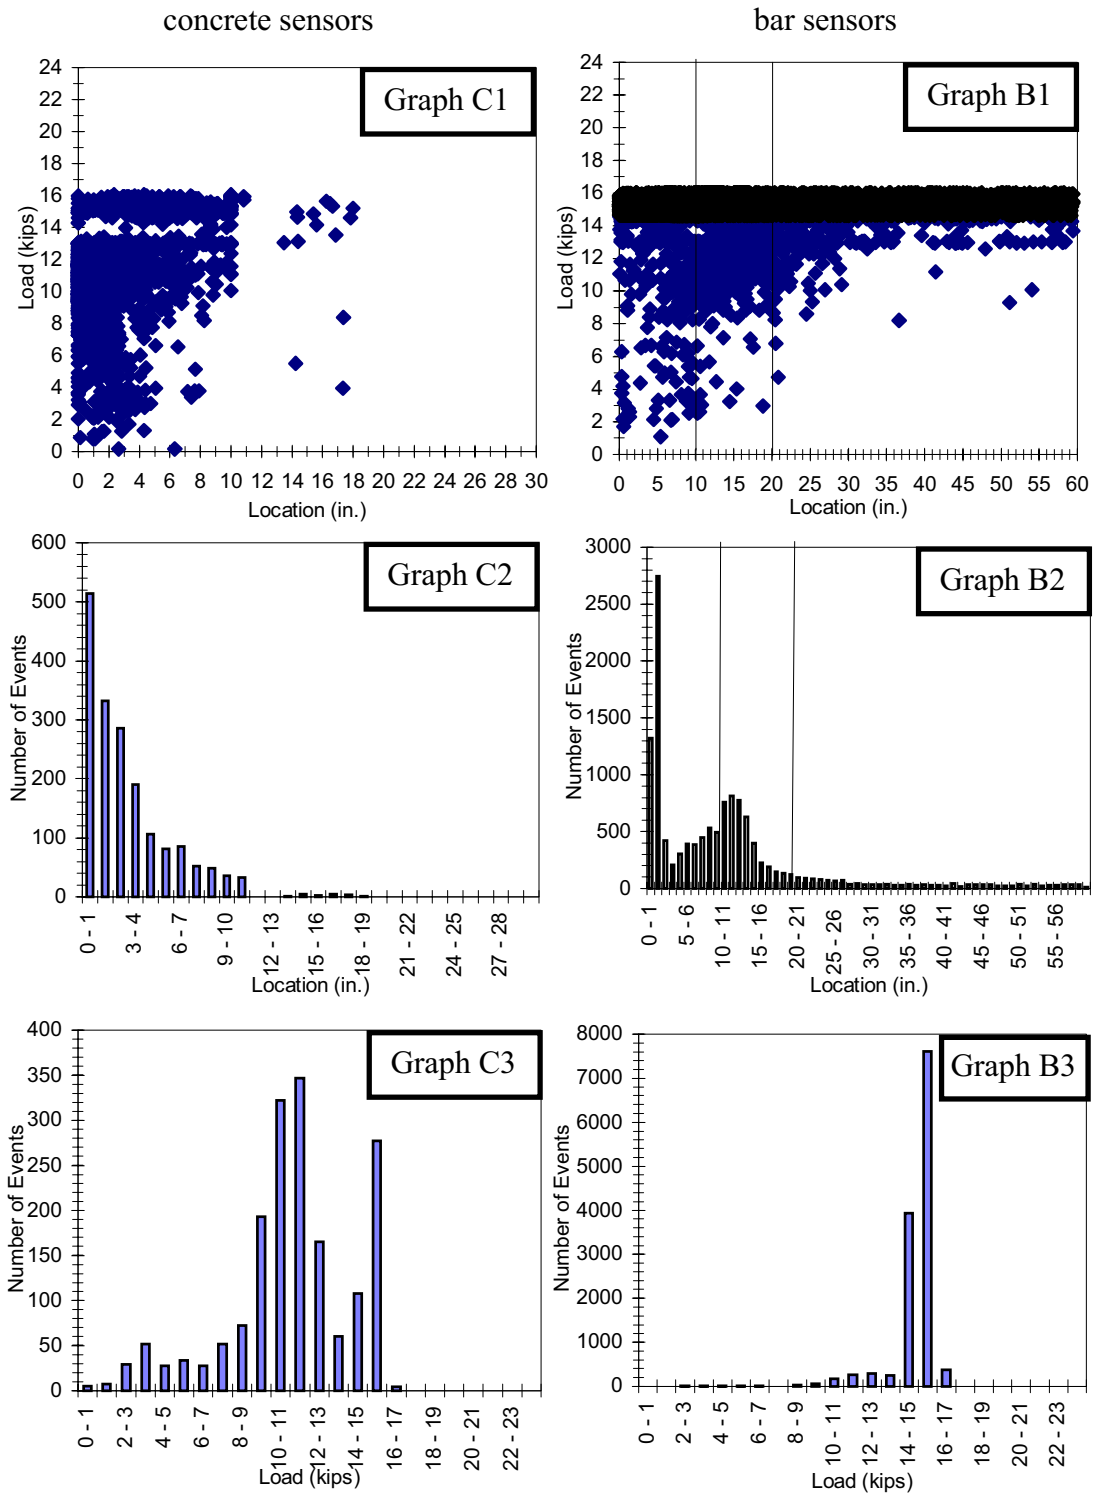 concrete sensors
bar sensors
Graph C1
24
22
20
18
16
14
12
10
8
6
4
2
0
Load (kips)
0 2 4 6 8 10 12 14 16 18 20 22 24 26 28 30
Location (in.)
Graph B1
24
22
20
18
16
14
12
10
8
6
4
2
0
Load (kips)
0 5 10 15 20 25 30 35 40 45 50 55 60
Location (in.)
Graph C2
600
500
400
300
200
100
0
Number of Events
0 - 1
3 - 4
6 - 7
9 - 10
12 - 13
15 - 16
18 - 19
21 - 22
24 - 25
27 - 28
Location (in.)
Graph B2
3000
2500
2000
1500
1000
500
0
Number of Events
0 - 1
5 - 6
10 - 11
15 - 16
20 - 21
25 - 26
30 - 31
35 - 36
40 - 41
45 - 46
50 - 51
55 - 56
Location (in.)
Graph C3
400
350
300
250
200
150
100
50
0
Number of Events
0 - 1
2 - 3
4 - 5
6 - 7
8 - 9
10 - 11
12 - 13
14 - 15
16 - 17
18 - 19
20 - 21
22 - 23
Load (kips)
Graph B3
8000
7000
6000
5000
4000
3000
2000
1000
0
Number of Events
0 - 1
2 - 3
4 - 5
6 - 7
8 - 9
10 - 11
12 - 13
14 - 15
16 - 17
18 - 19
20 - 21
22 - 23
Load (kips)